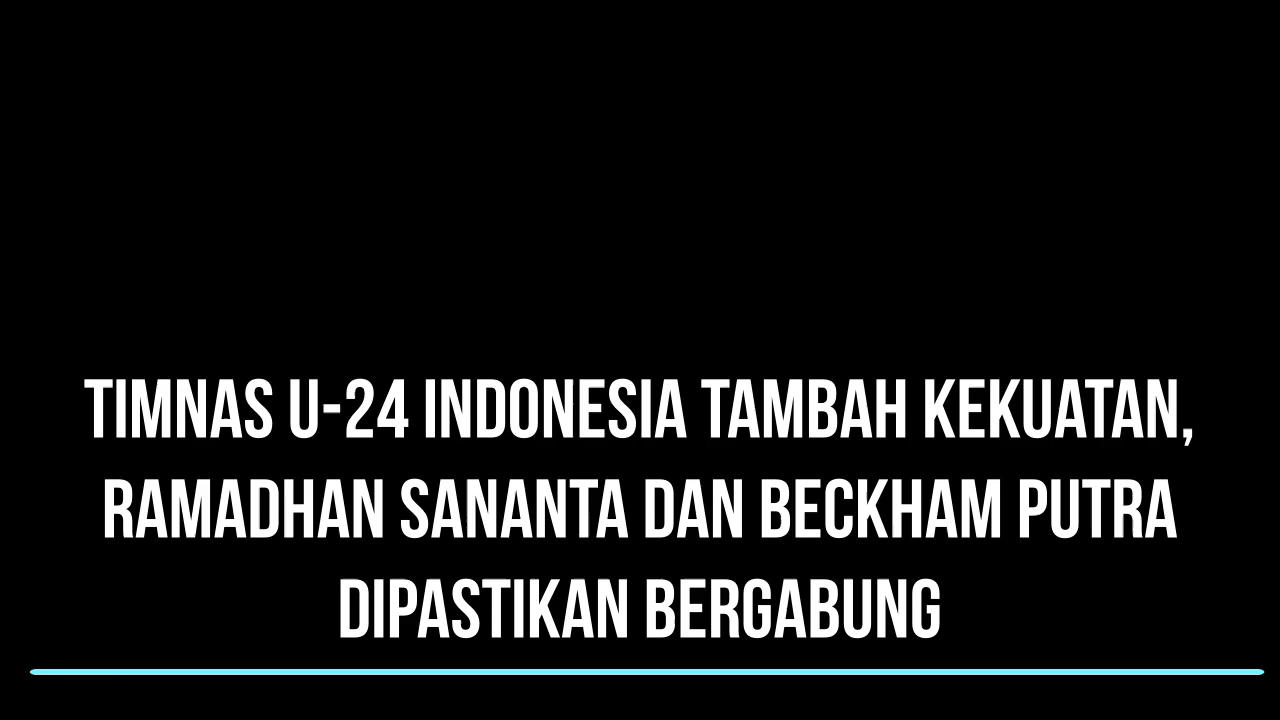 TIMNAS U-24 INDONESIA TAMBAH KEKUATAN,
RAMADHAN SANANTA DAN BECKHAM PUTRA
DIPASTIKAN BERGABUNG